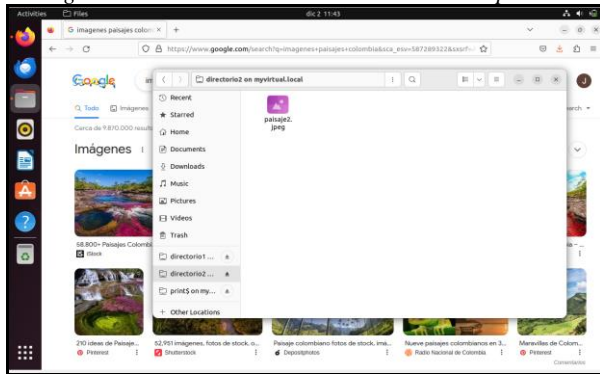 Activities
Files
dic 2 11:43
G imagenes paisajes colom
https://www.google.com/search?q=imagenes+paisajes+colombia&sca_esv=587289322&sxsrf=
Google
directorio2 on myvirtual.local
J
Todo
Imágenes
Cerca de 9.870.000
Imágenes
Recent
Starred
Home
Documents
Downloads
Music
Pictures
Videos
Trash
directorio1 ...
directorio2 ...
print$ on my...
+ Other Locations
paisaje2.
jpeg
58.800+ Paisajes Colombi
iStock
210 ideas de Paisaje...
Pinterest
52,951 imágenes, fotos de stock, o...
Shutterstock
Paisaje colombiano fotos de stock, imá...
Depositphotos
Nueve paisajes colombianos en 3...
Radio Nacional de Colombia
Maravillas de Colom...
Pinterest
Comentarios